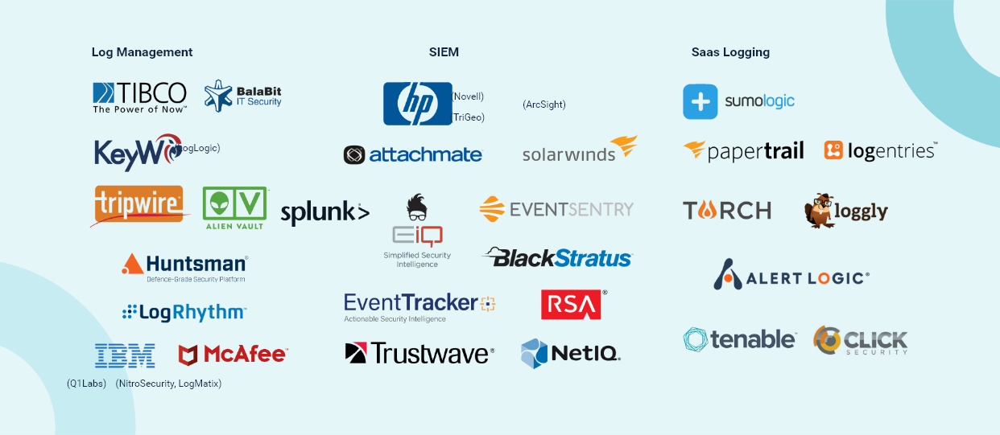 Log Management
SIEM
Saas Logging
TIBCO
The Power of Now™
BalaBit
IT Security
hp
(Novell)
(TriGeo)
(ArcSight)
sumologic
KeyW
ogLogic)
attachmate
solarwinds
papertrail
logentries™
tripwire
V
ALIEN VAULT
splunk>
EiQ
Simplified Security
Intelligence
EVENTSENTRY
TORCH
loggly
Huntsman®
Defence-Grade Security Platform
BlackStratus
ALERT LOGIC®
LogRhythm™
EventTracker
Actionable Security Intelligence
RSA®
tenable™
CLICK
SECURITY
IBM
McAfee™
Trustwave®
NetIQ®
(Q1Labs)
(NitroSecurity, LogMatix)